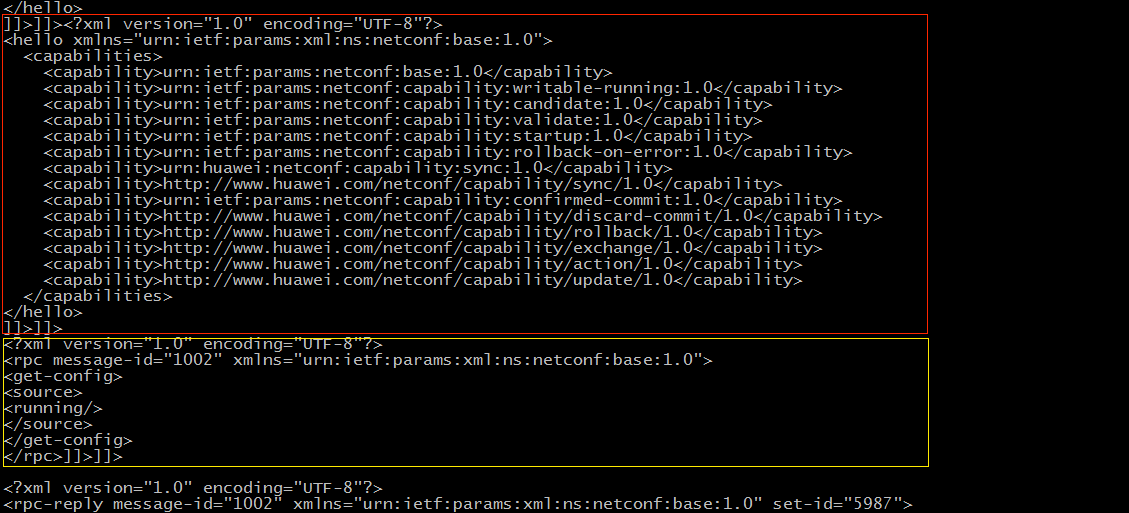 </hello>
]]>]]><?xml version="1.0" encoding="UTF-8"?>
<hello xmlns="urn:ietf:params:xml:ns:netconf:base:1.0">
  <capabilities>
    <capability>urn:ietf:params:netconf:base:1.0</capability>
    <capability>urn:ietf:params:netconf:capability:writable-running:1.0</capability>
    <capability>urn:ietf:params:netconf:capability:candidate:1.0</capability>
    <capability>urn:ietf:params:netconf:capability:validate:1.0</capability>
    <capability>urn:ietf:params:netconf:capability:startup:1.0</capability>
    <capability>urn:ietf:params:netconf:capability:rollback-on-error:1.0</capability>
    <capability>urn:huawei:netconf:capability:sync:1.0</capability>
    <capability>http://www.huawei.com/netconf/capability/sync/1.0</capability>
    <capability>urn:ietf:params:netconf:capability:confirmed-commit:1.0</capability>
    <capability>http://www.huawei.com/netconf/capability/discard-commit/1.0</capability>
    <capability>http://www.huawei.com/netconf/capability/rollback/1.0</capability>
    <capability>http://www.huawei.com/netconf/capability/exchange/1.0</capability>
    <capability>http://www.huawei.com/netconf/capability/action/1.0</capability>
    <capability>http://www.huawei.com/netconf/capability/update/1.0</capability>
  </capabilities>
</hello>
]]>]]>
<?xml version="1.0" encoding="UTF-8"?>
<rpc message-id="1002" xmlns="urn:ietf:params:xml:ns:netconf:base:1.0">
<get-config>
<source>
<running/>
</source>
</get-config>
</rpc>]]>]]>
<?xml version="1.0" encoding="UTF-8"?>
<rpc-reply message-id="1002" xmlns="urn:ietf:params:xml:ns:netconf:base:1.0" set-id="5987">